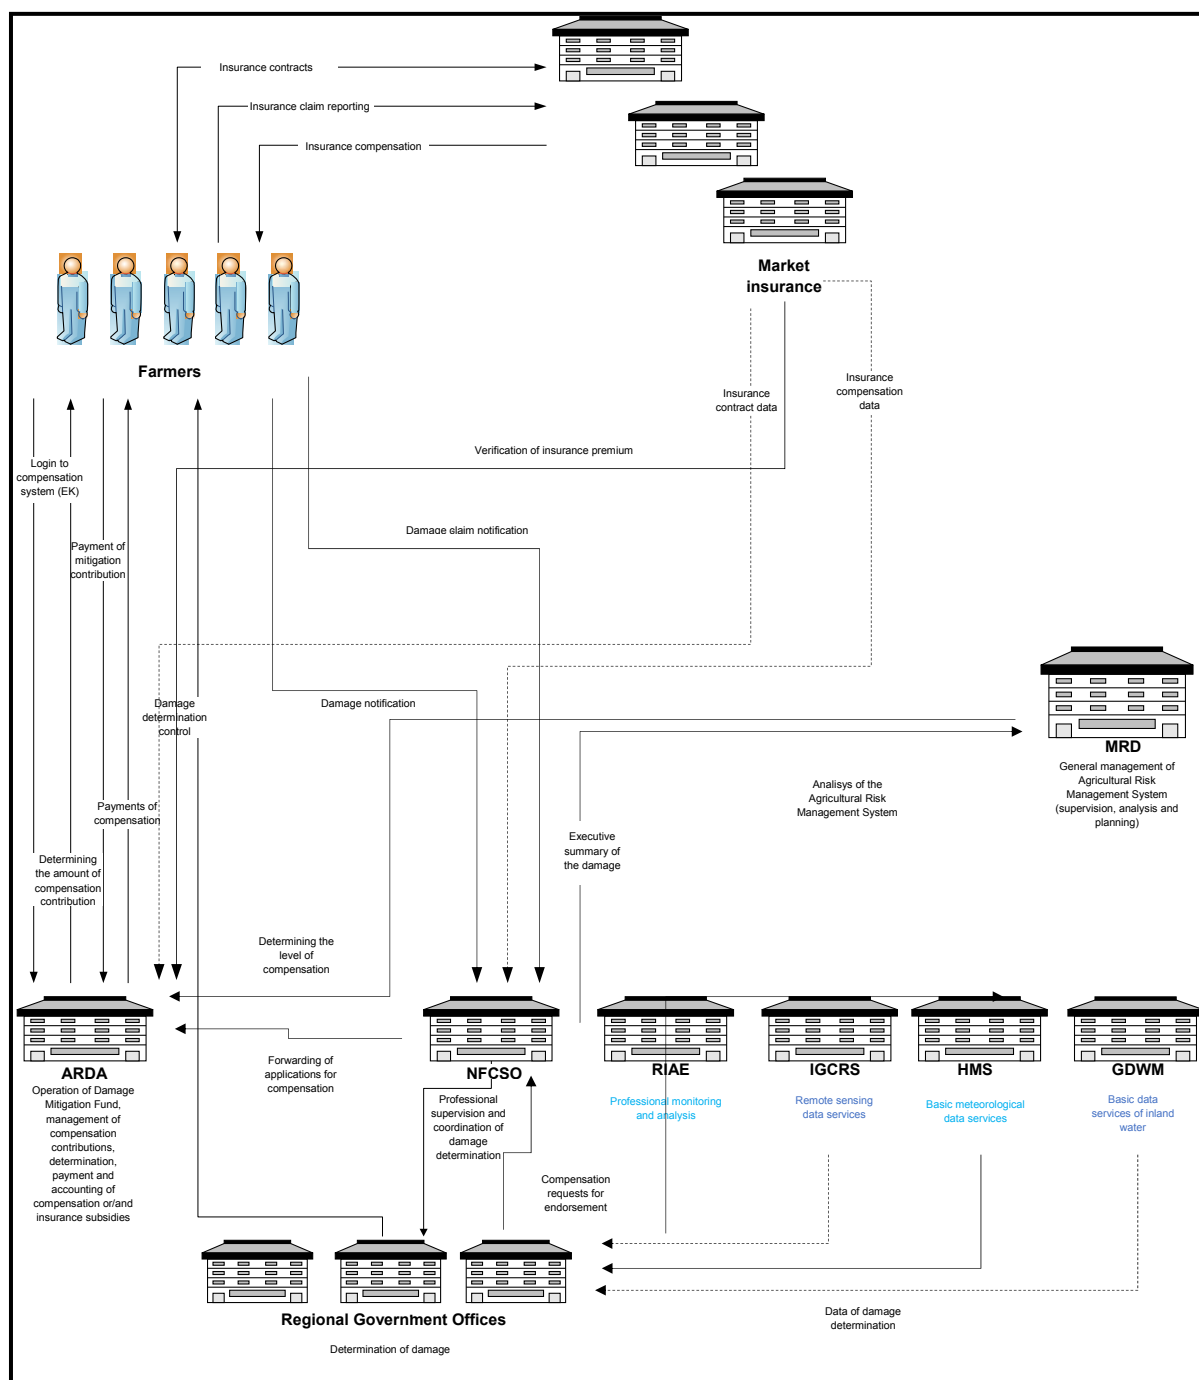 Insurance contracts
Insurance claim reporting
Insurance compensation
Market
insurance
Farmers
Insurance
contract data
Insurance
compensation
data
Verification of insurance premium
Login to
compensation
system (EK)
Damage claim notification
Payment of
mitigation
contribution
Damage
determination
control
Damage notification
MRD
General management of
Agricultural Risk
Management System
(supervision, analysis and
planning)
Analisys of the
Agricultural Risk
Management System
Payments of
compensation
Executive
summary of
the damage
Determining
the amount of
compensation
contribution
Determining the
level of
compensation
ARDA
Operation of Damage
Mitigation Fund,
management of
compensation
contributions,
determination,
payment and
accounting of
compensation or/and
insurance subsidies
Forwarding of
applications for
compensation
NFCSO
Professional
supervision and
coordination of
damage
determination
RIAE
Professional monitoring
and analysis
IGCRS
Remote sensing
data services
HMS
Basic meteorological
data services
GDWM
Basic data
services of inland
water
Compensation
requests for
endorsement
Regional Government Offices
Determination of damage
Data of damage
determination